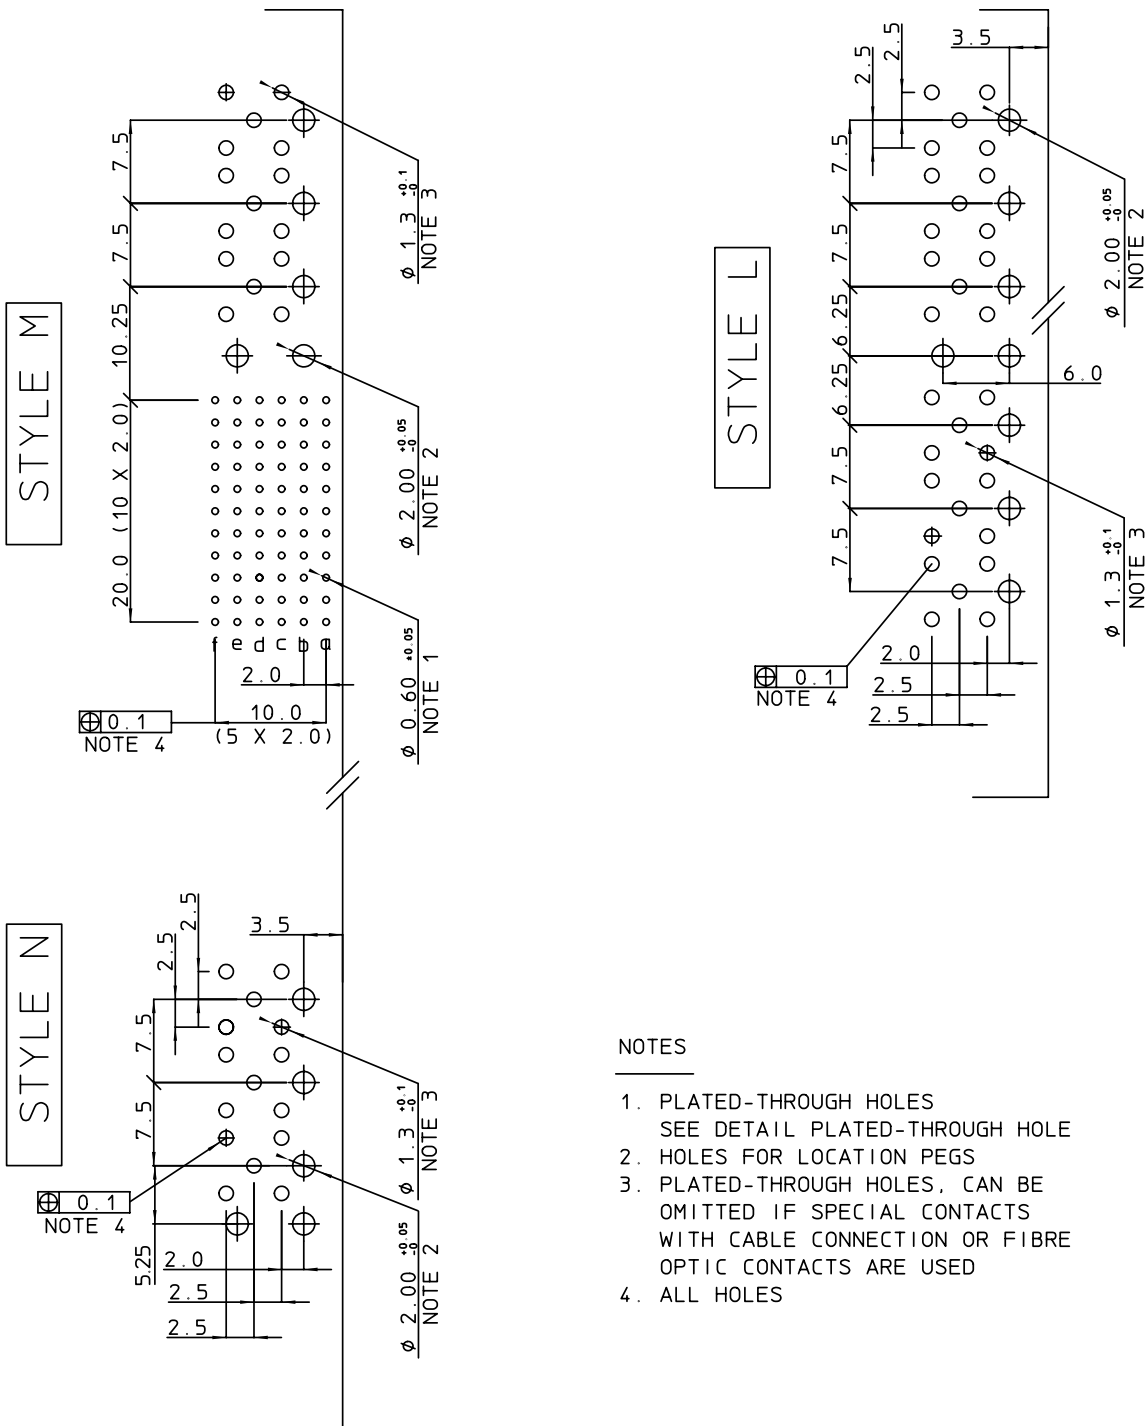 STYLE M
7.5
7.5
10.25
20.0 (10 X 2.0)
ϕ 1.3 +0.1 -0
NOTE 3
ϕ 2.00 +0.05 -0
NOTE 2
ϕ 0.60 ±0.05
NOTE 1
f e d c b a
2.0
10.0
(5 X 2.0)
⌖ 0.1
NOTE 4
STYLE L
2.5
2.5
3.5
7.5
7.5
6.25
6.25
7.5
7.5
ϕ 2.00 +0.05 -0
NOTE 2
6.0
ϕ 1.3 +0.1 -0
NOTE 3
⌖ 0.1
NOTE 4
2.0
2.5
2.5
STYLE N
2.5
2.5
3.5
7.5
7.5
5.25
ϕ 1.3 +0.1 -0
NOTE 3
ϕ 2.00 +0.05 -0
NOTE 2
⌖ 0.1
NOTE 4
2.0
2.5
2.5
NOTES
1. PLATED-THROUGH HOLES
SEE DETAIL PLATED-THROUGH HOLE
2. HOLES FOR LOCATION PEGS
3. PLATED-THROUGH HOLES, CAN BE
OMITTED IF SPECIAL CONTACTS
WITH CABLE CONNECTION OR FIBRE
OPTIC CONTACTS ARE USED
4. ALL HOLES